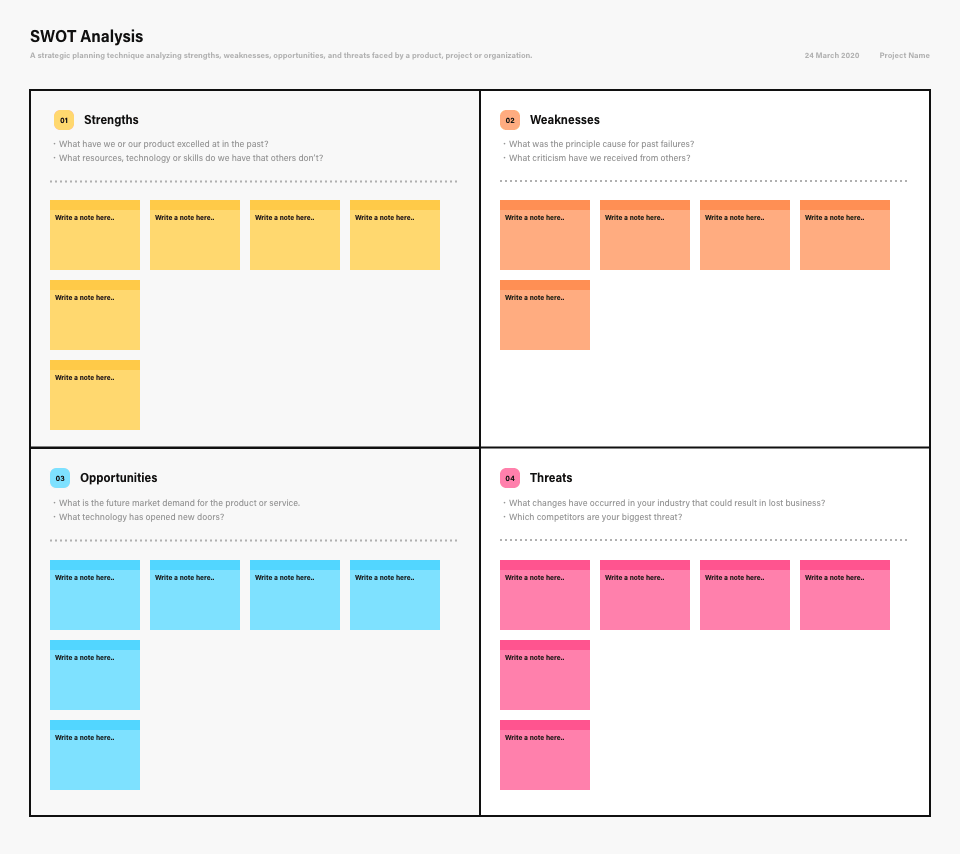 SWOT Analysis
A strategic planning technique analyzing strengths, weaknesses, opportunities, and threats faced by a product, project or organization.
24 March 2020 Project Name
01 Strengths
· What have we or our product excelled at in the past?
· What resources, technology or skills do we have that others don't?
Write a note here.. Write a note here.. Write a note here.. Write a note here..
Write a note here..
Write a note here..
02 Weaknesses
· What was the principle cause for past failures?
· What criticism have we received from others?
Write a note here.. Write a note here.. Write a note here.. Write a note here..
Write a note here..
03 Opportunities
· What is the future market demand for the product or service.
· What technology has opened new doors?
Write a note here.. Write a note here.. Write a note here.. Write a note here..
Write a note here..
Write a note here..
04 Threats
· What changes have occurred in your industry that could result in lost business?
· Which competitors are your biggest threat?
Write a note here.. Write a note here.. Write a note here.. Write a note here..
Write a note here..
Write a note here..